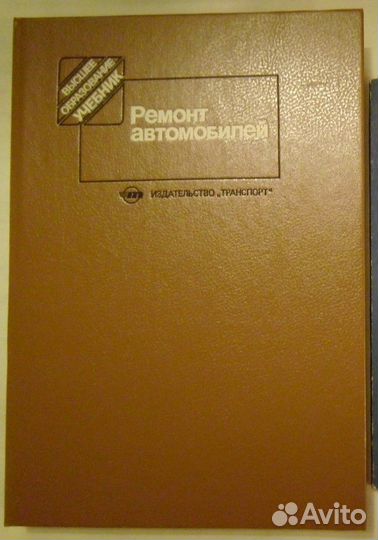 ВЫСШЕЕ
ОБРАЗОВАНИЕ
УЧЕБНИК
Ремонт
автомобилей
ИЗДАТЕЛЬСТВО „ТРАНСПОРТ“
Avito